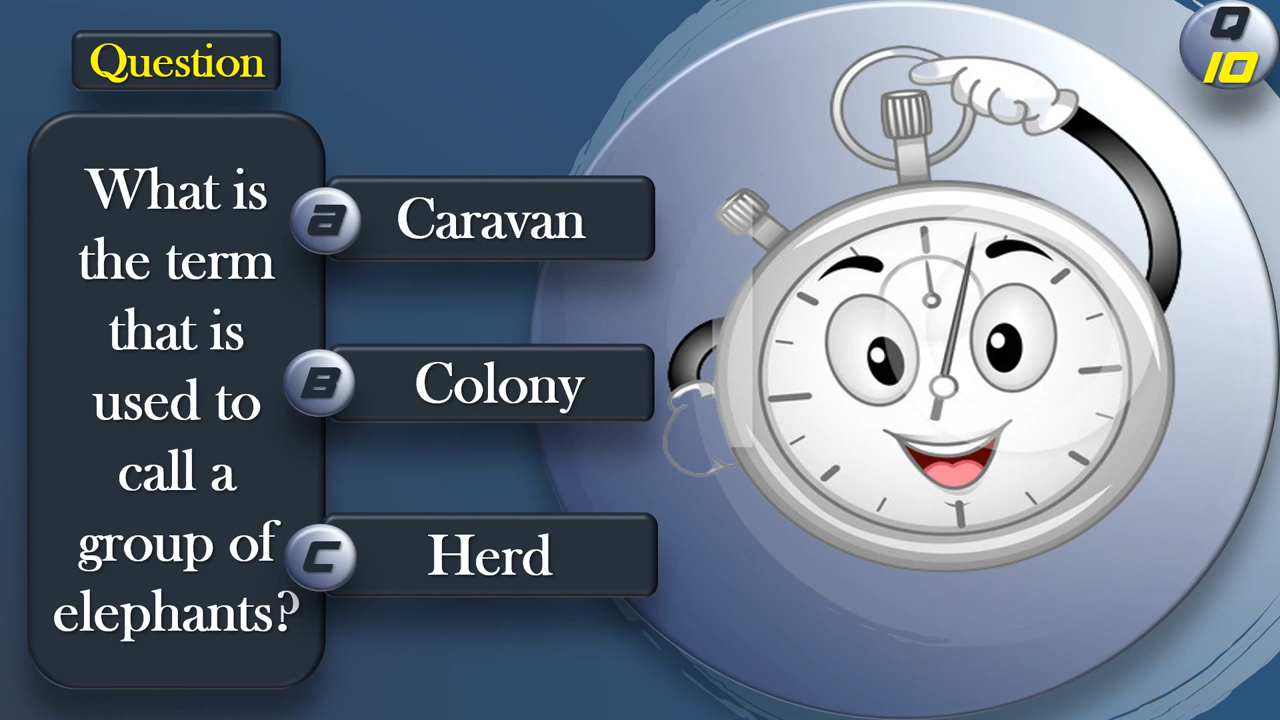 Question
Q
10
What is
the term
that is
used to
call a
group of
elephants?
a Caravan
B Colony
C Herd